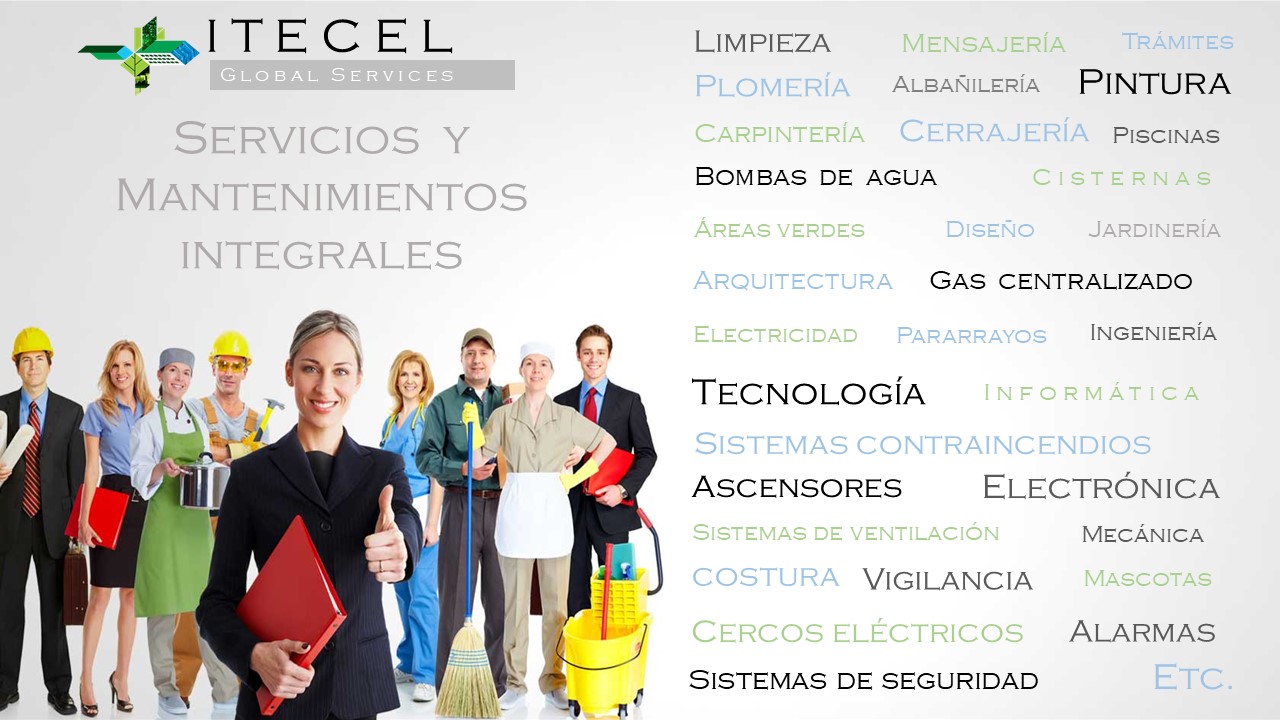 ITECEL
Global Services
Servicios y
Mantenimientos
integrales
Limpieza Mensajería Trámites
Plomería Albañilería Pintura
Carpintería Cerrajería Piscinas
Bombas de agua Cisternas
Áreas verdes Diseño Jardinería
Arquitectura Gas centralizado
Electricidad Pararrayos Ingeniería
Tecnología Informática
Sistemas contraincendios
Ascensores Electrónica
Sistemas de ventilación Mecánica
costura Vigilancia Mascotas
Cercos eléctricos Alarmas
Sistemas de seguridad Etc.